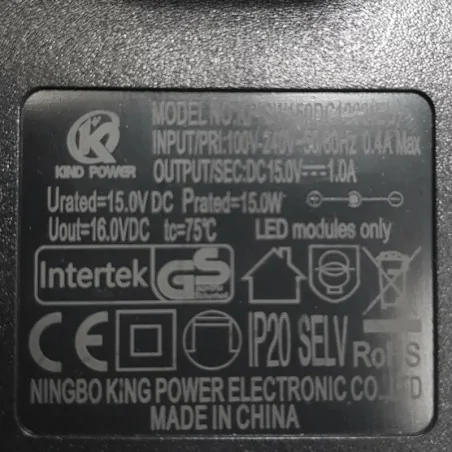 MODEL NO:
INPUT/PRI:100V-240V~50/60Hz 0.4A Max
KIND POWER
OUTPUT/SEC:DC15.0V⎓1.0A
Urated=15.0V DC Prated=15.0W
Uout=16.0VDC tc=75℃ LED modules only
Intertek GS
CE IP20 SELV RoHS
NINGBO KING POWER ELECTRONIC CO.,LTD
MADE IN CHINA